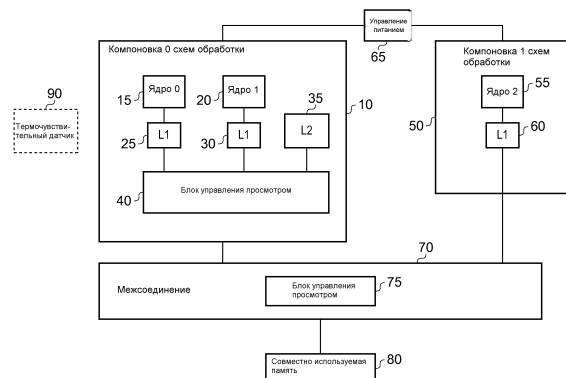 Управление
питанием
65
Компоновка 0 схем обработки
Компоновка 1 схем
обработки
90
Термочувстви-
тельный датчик
Ядро 0
15
Ядро 1
20
35
10
Ядро 2
55
L1
25
L1
30
L2
50
L1
60
40
Блок управления просмотром
70
Межсоединение
Блок управления
просмотром
75
Совместно используемая
память
80